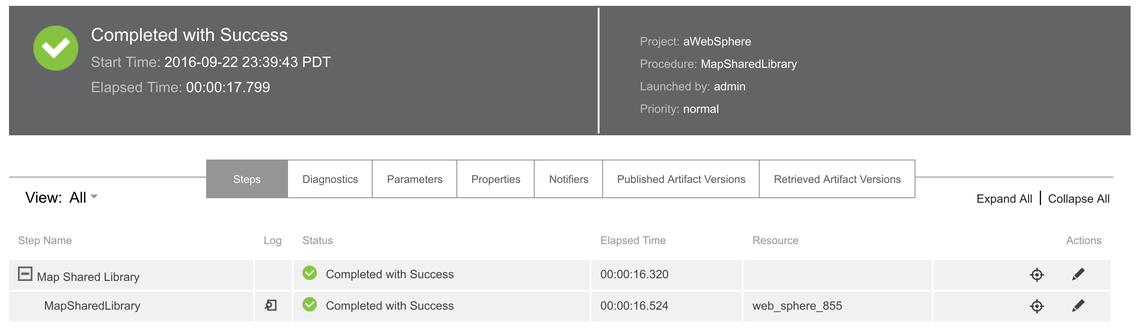 Completed with Success
Start Time: 2016-09-22 23:39:43 PDT
Elapsed Time: 00:00:17.799
Project: aWebSphere
Procedure: MapSharedLibrary
Launched by: admin
Priority: normal
Steps Diagnostics Parameters Properties Notifiers Published Artifact Versions Retrieved Artifact Versions
View: All
Expand All | Collapse All
Step Name Log Status Elapsed Time Resource Actions
Map Shared Library Completed with Success 00:00:16.320
MapSharedLibrary Completed with Success 00:00:16.524 web_sphere_855